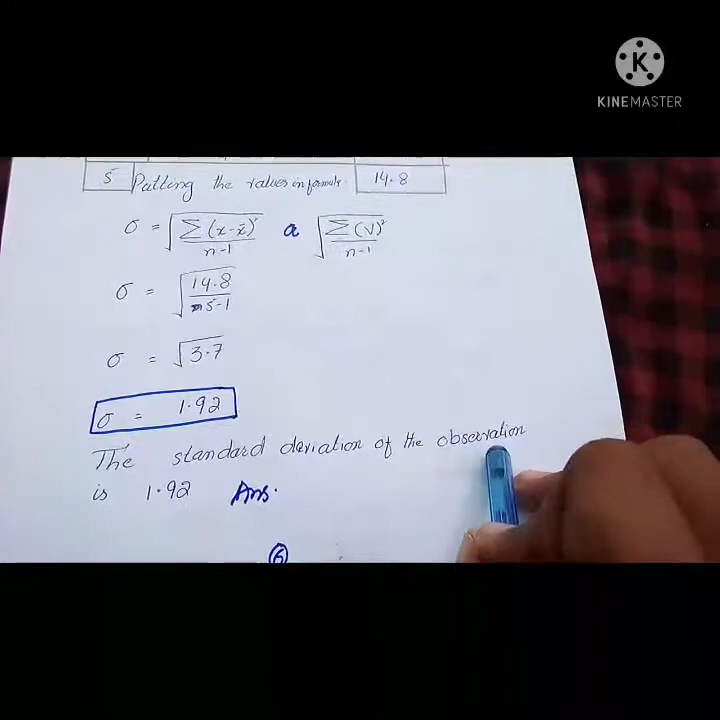 KINEMASTER
5 Putting the values in formula. 14.8
σ = √Σ(x-x̄)²/n-1 a √Σ(v)²/n-1
σ = √14.8/5-1
σ = √3.7
σ = 1.92
The standard deviation of the observation
is 1.92 Ans.
6